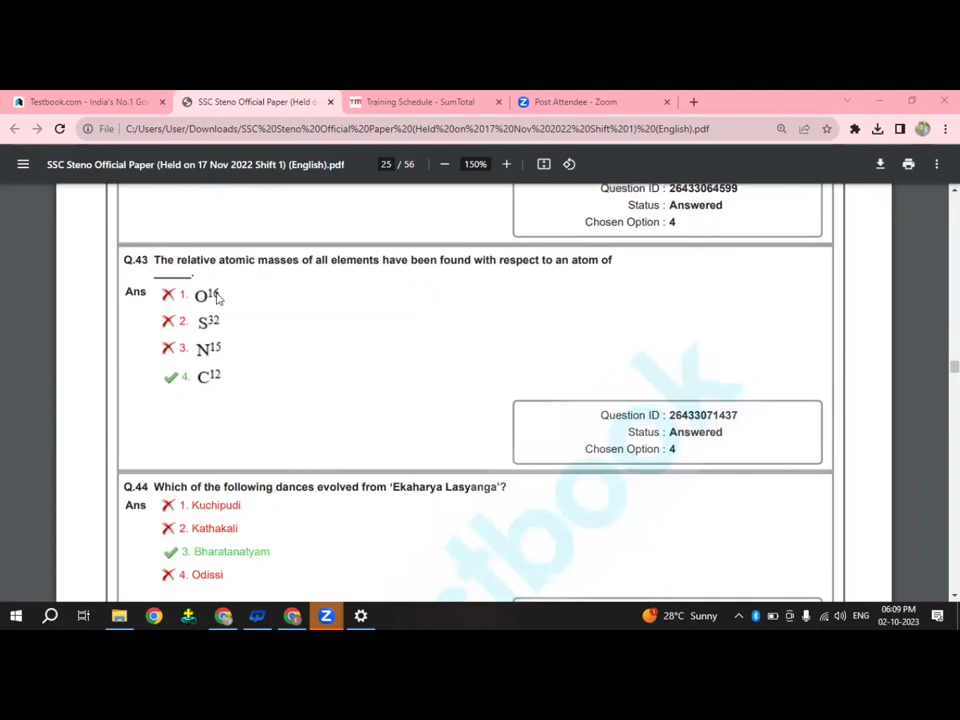 Testbook.com - India's No.1 Go
SSC Steno Official Paper (Held on
Training Schedule - SumTotal
Post Attendee - Zoom
File C:/Users/User/Downloads/SSC%20Steno%20Official%20Paper%20(Held%20on%2017%20Nov%202022%20Shift%201)%20(English).pdf
SSC Steno Official Paper (Held on 17 Nov 2022 Shift 1) (English).pdf
25 / 56
150%
Question ID : 26433064599
Status : Answered
Chosen Option : 4
Q.43 The relative atomic masses of all elements have been found with respect to an atom of
______.
Ans
1. O¹⁶
2. S³²
3. N¹⁵
4. C¹²
Question ID : 26433071437
Status : Answered
Chosen Option : 4
Q.44 Which of the following dances evolved from ‘Ekaharya Lasyanga’?
Ans
1. Kuchipudi
2. Kathakali
3. Bharatanatyam
4. Odissi
28°C Sunny
ENG
06:09 PM
02-10-2023